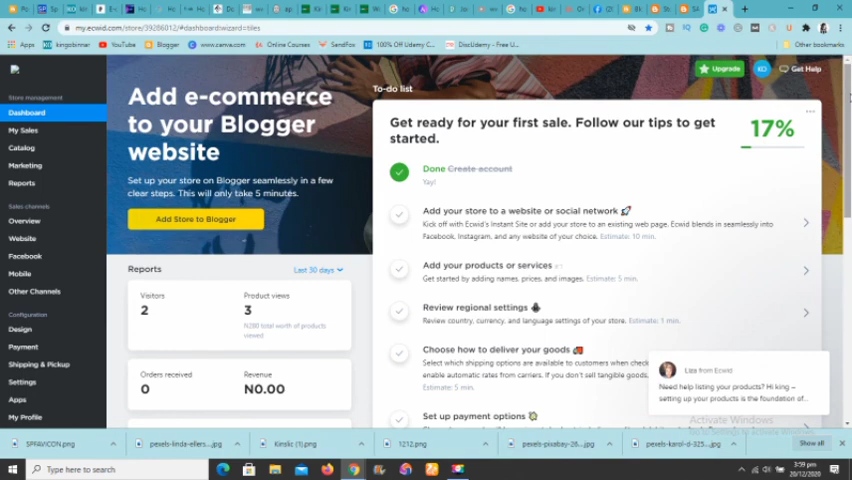 my.ecwid.com/store/39286012/#dashboardwizard=tiles
Apps
kingobinner
YouTube
Blogger
www.canva.com
Online Courses
SendFox
100% Off Udemy C...
DiscUdemy - Free U...
Other bookmarks
Store management
Dashboard
My Sales
Catalog
Marketing
Reports
Sales channels
Overview
Website
Facebook
Mobile
Other Channels
Configuration
Design
Payment
Shipping & Pickup
Settings
Apps
My Profile
Add e-commerce
to your Blogger
website
Set up your store on Blogger seamlessly in a few
clear steps. This will only take 5 minutes.
Add Store to Blogger
Reports
Last 30 days
Visitors
2
Product views
3
N280 total worth of products
viewed
Orders received
0
Revenue
N0.00
To-do list
Upgrade
KO
Get Help
Get ready for your first sale. Follow our tips to get
started.
17%
Done Create account
Yay!
Add your store to a website or social network
Kick off with Ecwid's Instant Site or add your store to an existing web page. Ecwid blends in seamlessly into
Facebook, Instagram, and any website of your choice. Estimate: 10 min.
Add your products or services
Get started by adding names, prices, and images. Estimate: 5 min.
Review regional settings
Review country, currency, and language settings of your store. Estimate: 1 min.
Choose how to deliver your goods
Select which shipping options are available to customers when check
enable automatic rates from carriers. If you don't sell tangible goods,
Estimate: 5 min.
Set up payment options
Liza from Ecwid
Need help listing your products? Hi king –
setting up your products is the foundation of...
Activate Windows
SPFAVICON.png
pexels-linda-ellers...jpg
Kinslic (1).png
1212.png
pexels-pixabay-28...jpg
pexels-karol-d-325...jpg
Show all
Type here to search
3:59 pm
20/12/2020